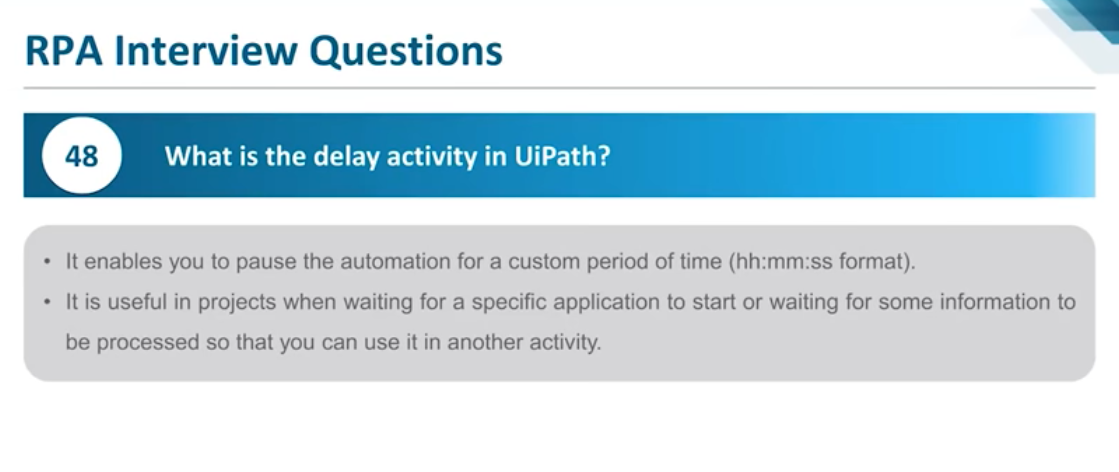 RPA Interview Questions
48
What is the delay activity in UiPath?
• It enables you to pause the automation for a custom period of time (hh:mm:ss format).
• It is useful in projects when waiting for a specific application to start or waiting for some information to
be processed so that you can use it in another activity.